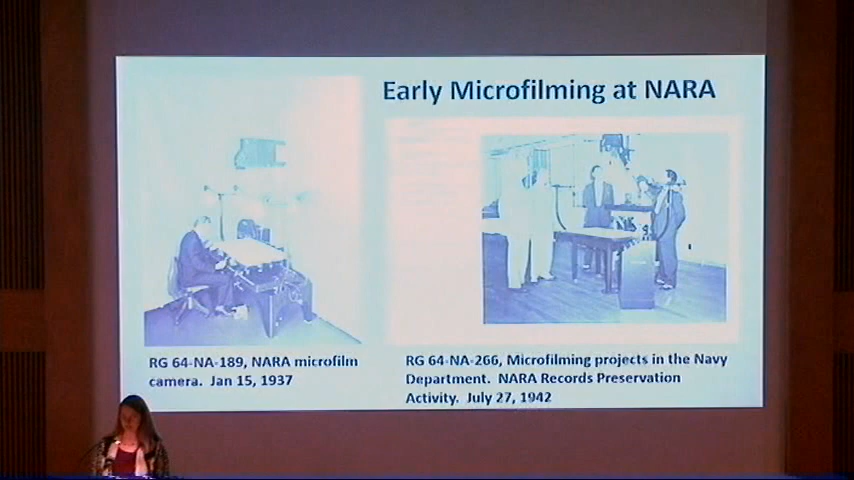 Early Microfilming at NARA
RG 64-NA-189, NARA microfilm
camera. Jan 15, 1937
RG 64-NA-266, Microfilming projects in the Navy
Department. NARA Records Preservation
Activity. July 27, 1942